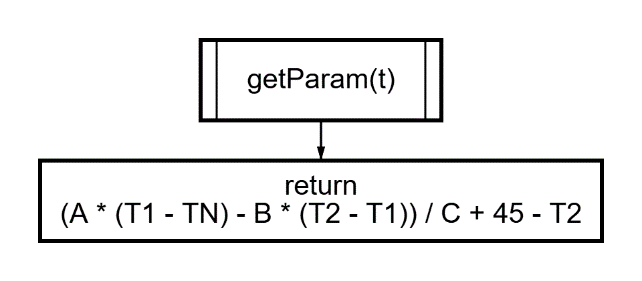 getParam(t)
return
(A * (T1 - TN) - B * (T2 - T1)) / C + 45 - T2